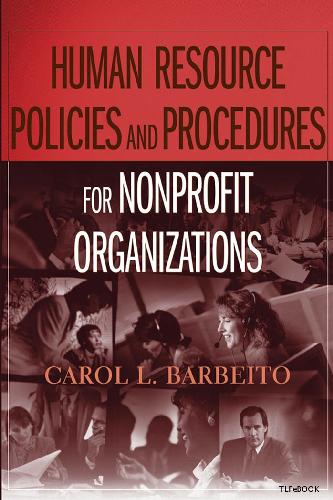 HUMAN RESOURCE
POLICIES AND PROCEDURES
FOR NONPROFIT
ORGANIZATIONS
CAROL L. BARBEITO
TLFeBOOK